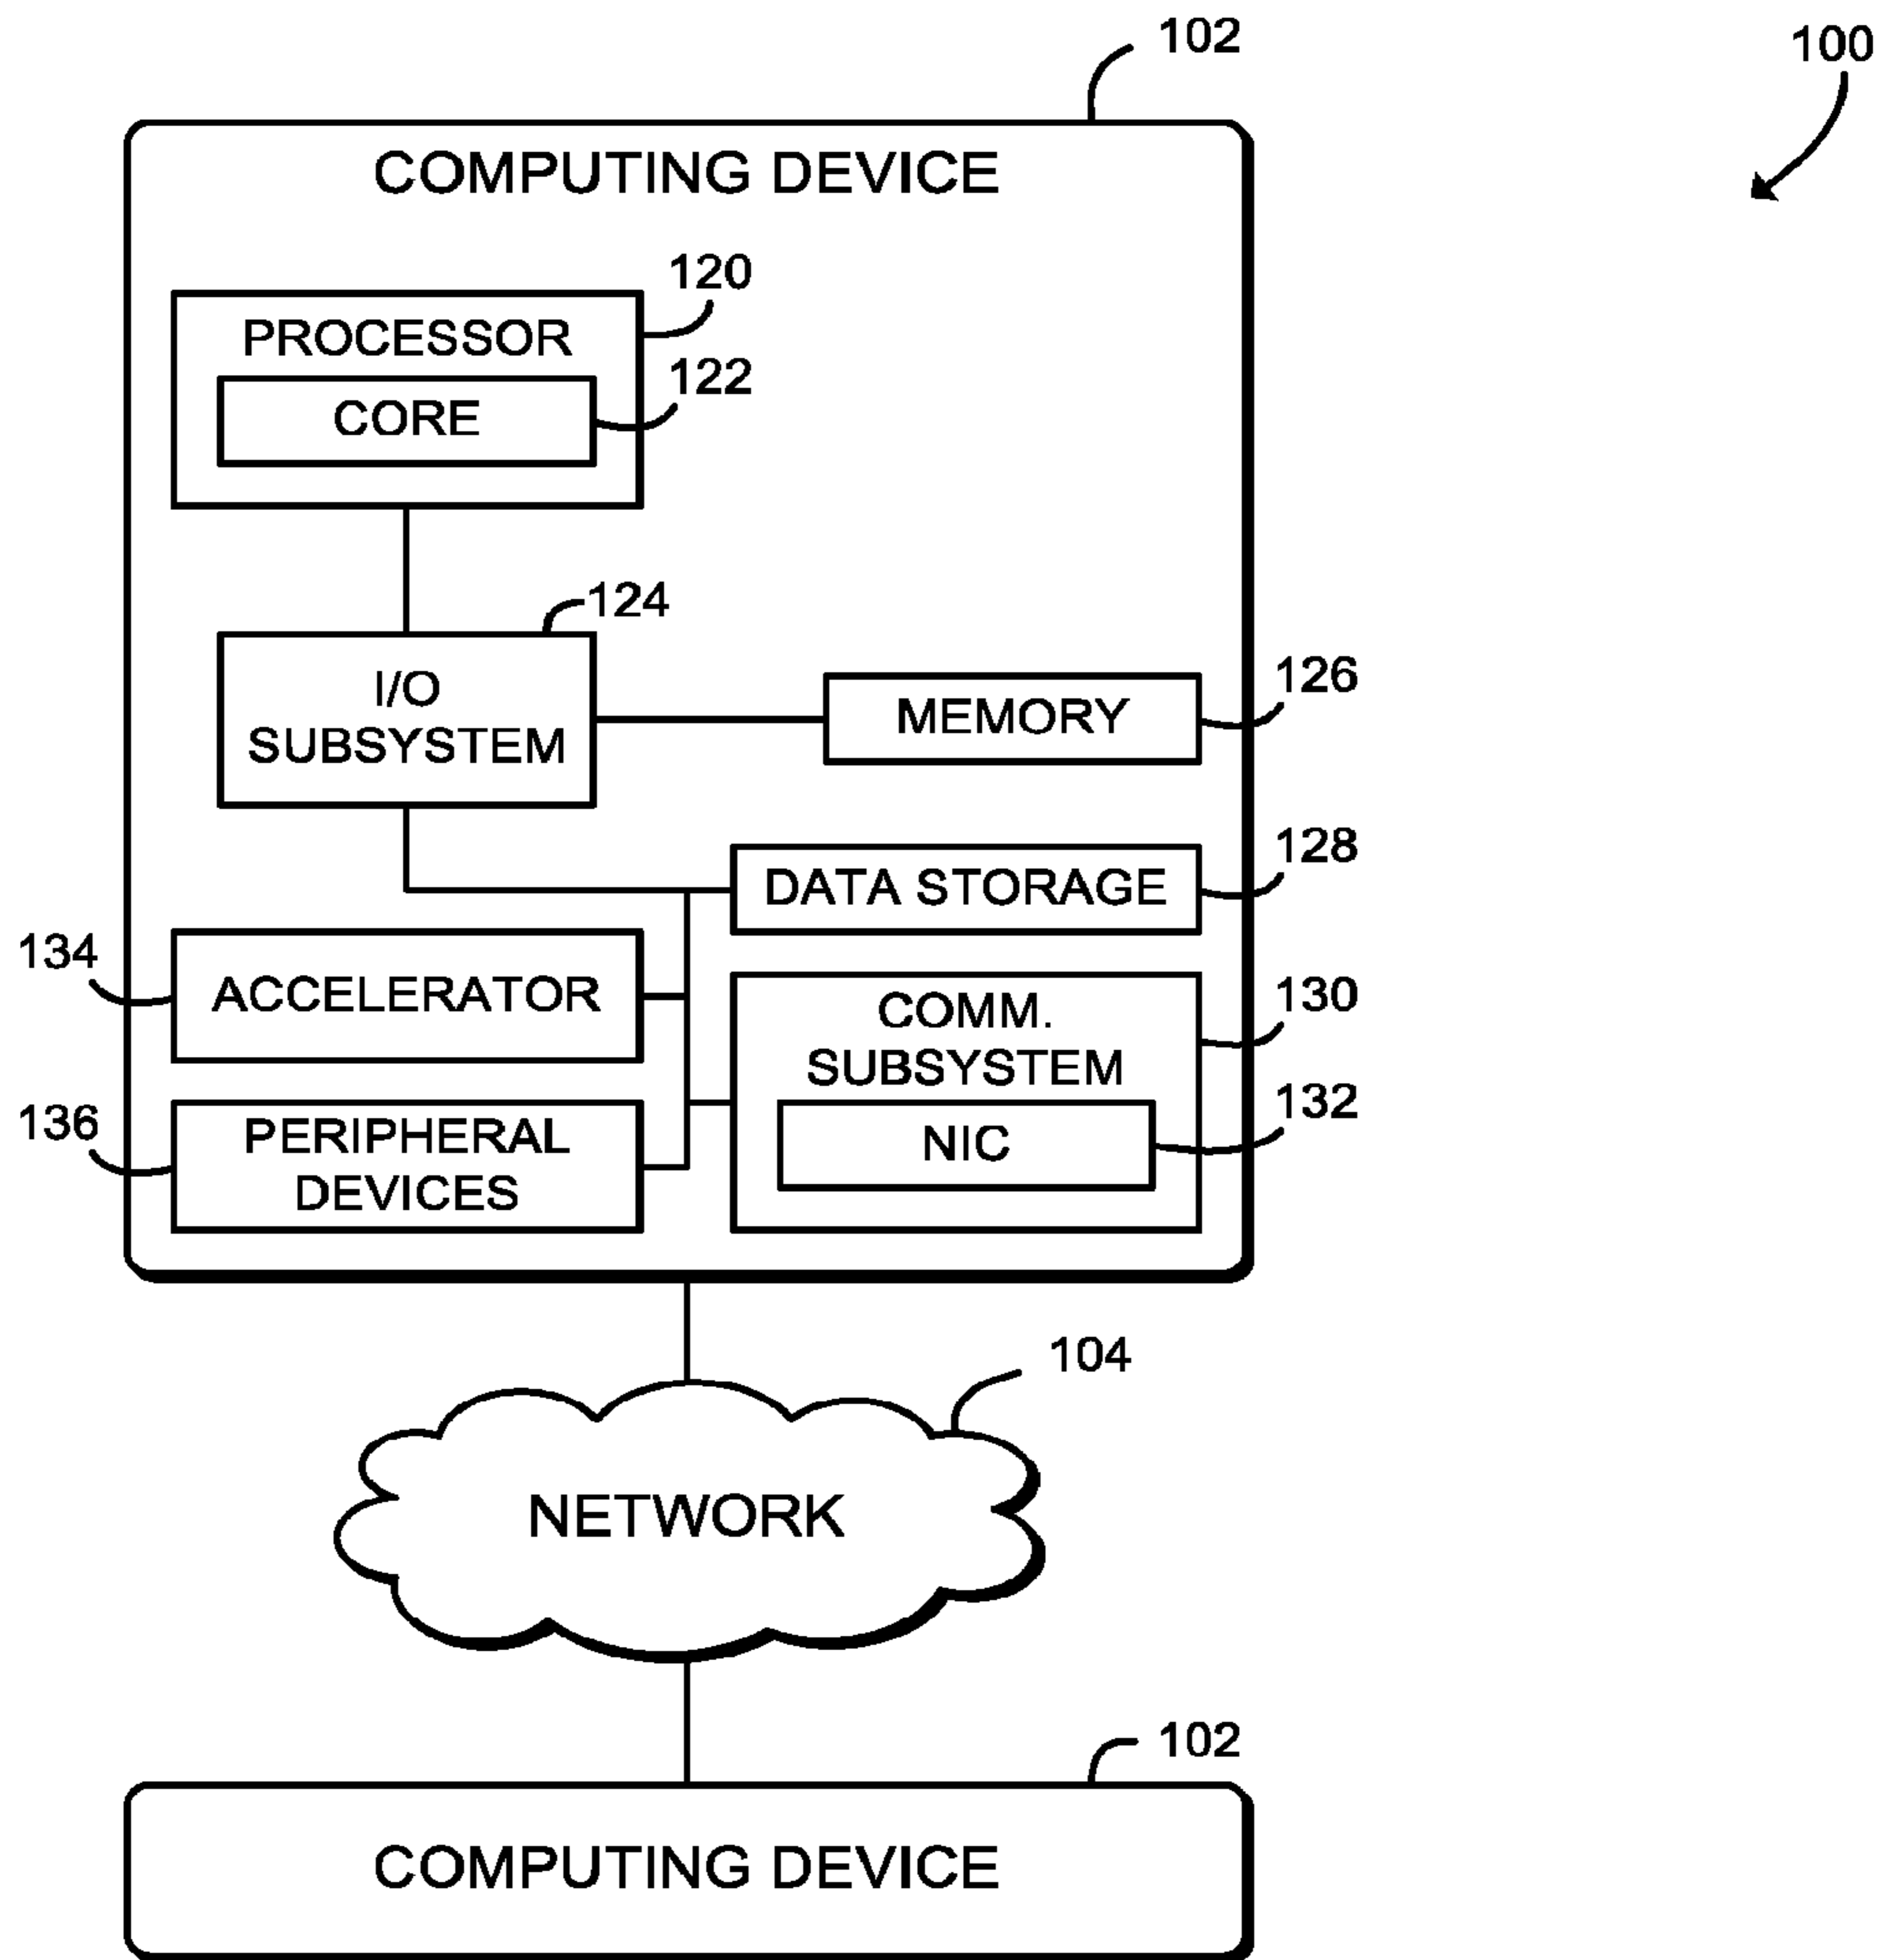 102
100
COMPUTING DEVICE
120
PROCESSOR
122
CORE
124
I/O
SUBSYSTEM
126
MEMORY
128
DATA STORAGE
134
ACCELERATOR
130
COMM.
SUBSYSTEM
132
NIC
136
PERIPHERAL
DEVICES
104
NETWORK
102
COMPUTING DEVICE